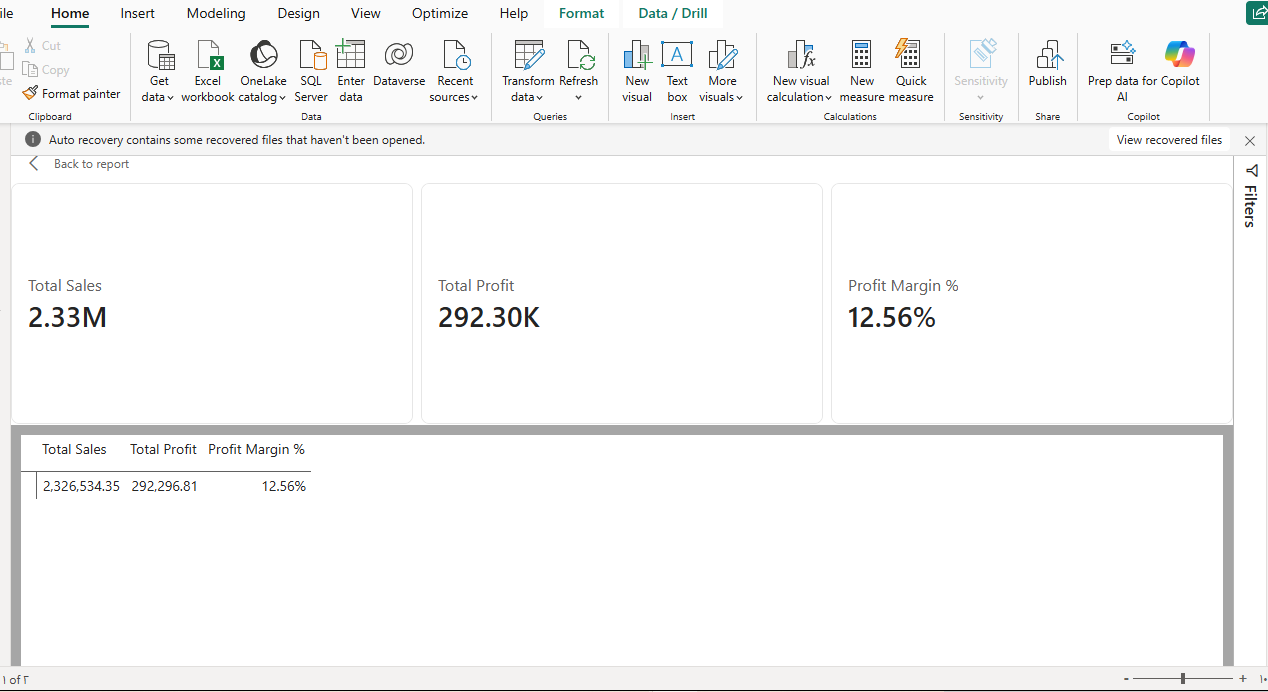 ile Home Insert Modeling Design View Optimize Help Format Data / Drill
Cut
Copy
Format painter
Clipboard
Get data
Excel workbook
OneLake catalog
SQL Server
Enter data
Dataverse
Recent sources
Data
Transform data
Refresh
Queries
New visual
Text box
More visuals
Insert
New visual calculation
New measure
Quick measure
Calculations
Sensitivity
Sensitivity
Publish
Share
Prep data for AI
Copilot
Copilot
Auto recovery contains some recovered files that haven't been opened.
View recovered files
Back to report
Filters
Total Sales
2.33M
Total Profit
292.30K
Profit Margin %
12.56%
Total Sales Total Profit Profit Margin %
2,326,534.35 292,296.81 12.56%
١ of ٢
- +